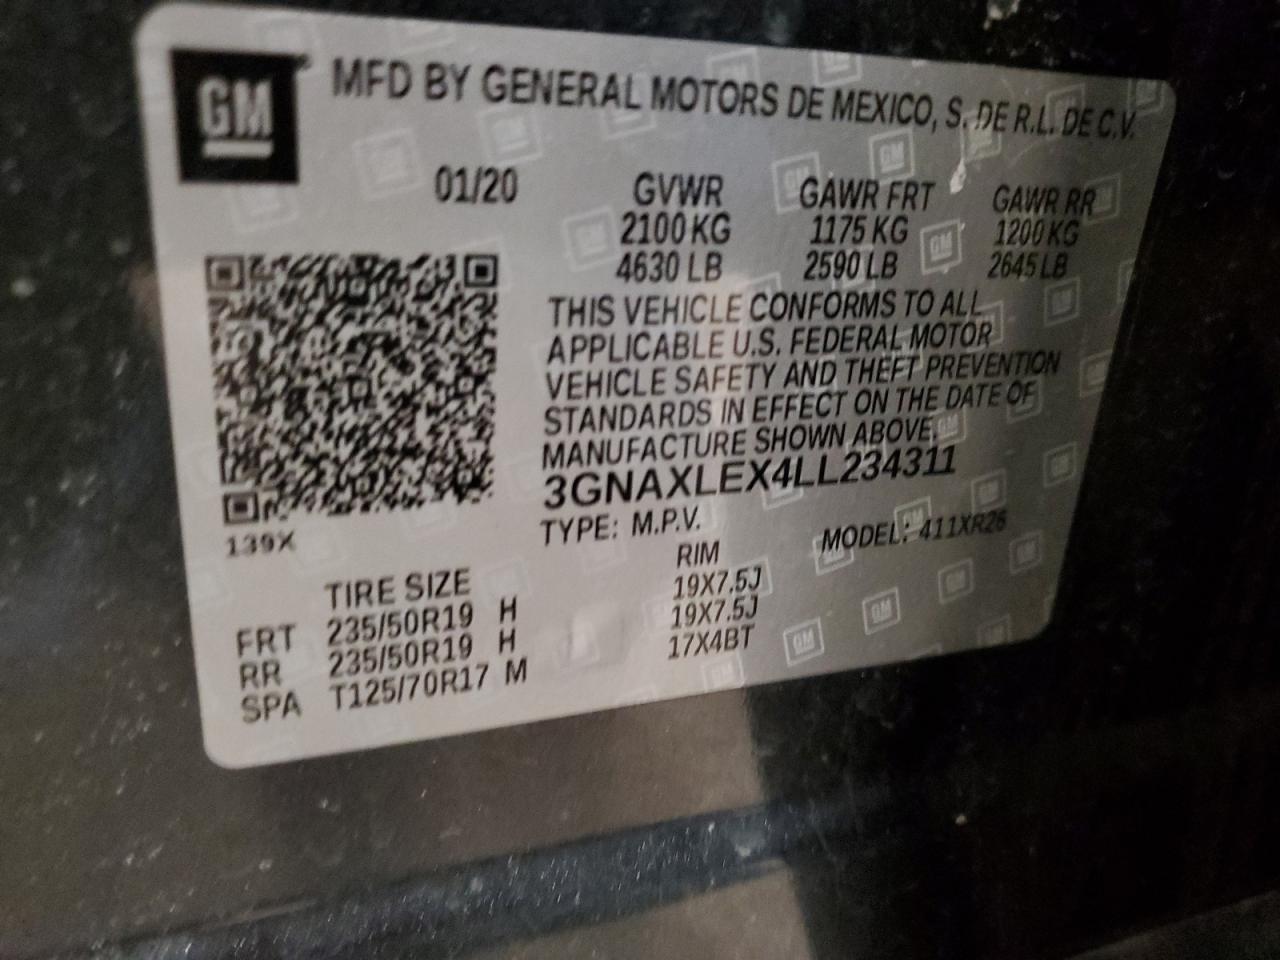 GM MFD BY GENERAL MOTORS DE MEXICO, S. DE R.L. DE C.V.
01/20 GVWR GAWR FRT GAWR RR
2100 KG 1175 KG 1200 KG
4630 LB 2590 LB 2645 LB
THIS VEHICLE CONFORMS TO ALL
APPLICABLE U.S. FEDERAL MOTOR
VEHICLE SAFETY AND THEFT PREVENTION
STANDARDS IN EFFECT ON THE DATE OF
MANUFACTURE SHOWN ABOVE.
3GNAXLEX4LL234311
139X TYPE: M.P.V. MODEL: 411XR26
TIRE SIZE RIM
FRT 235/50R19 H 19X7.5J
RR 235/50R19 H 19X7.5J
SPA T125/70R17 M 17X4BT